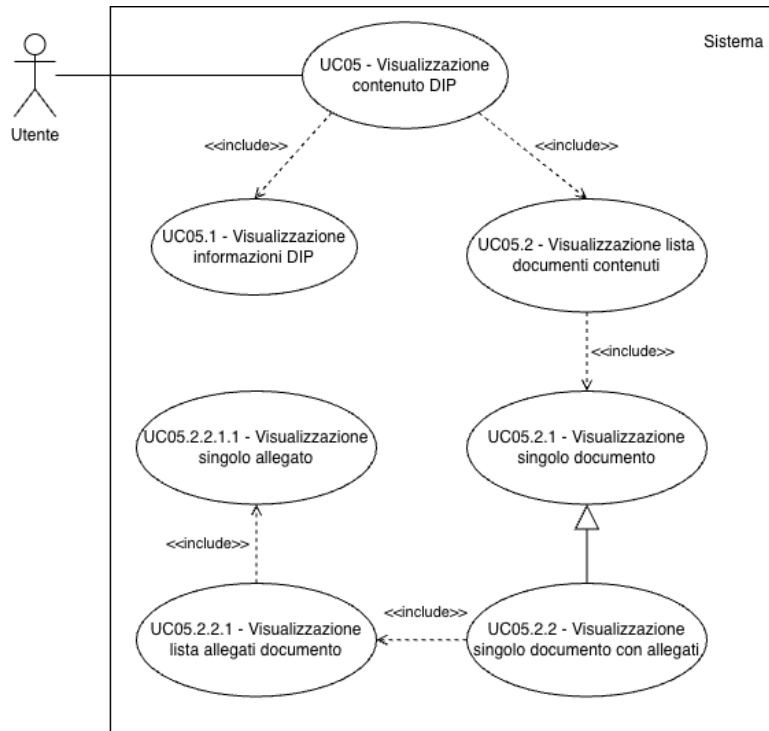 Sistema
UC05 - Visualizzazione
contenuto DIP
Utente
<<include>>
<<include>>
UC05.1 - Visualizzazione
informazioni DIP
UC05.2 - Visualizzazione lista
documenti contenuti
<<include>>
UC05.2.2.1.1 - Visualizzazione
singolo allegato
UC05.2.1 - Visualizzazione
singolo documento
<<include>>
<<include>>
UC05.2.2.1 - Visualizzazione
lista allegati documento
UC05.2.2 - Visualizzazione
singolo documento con allegati